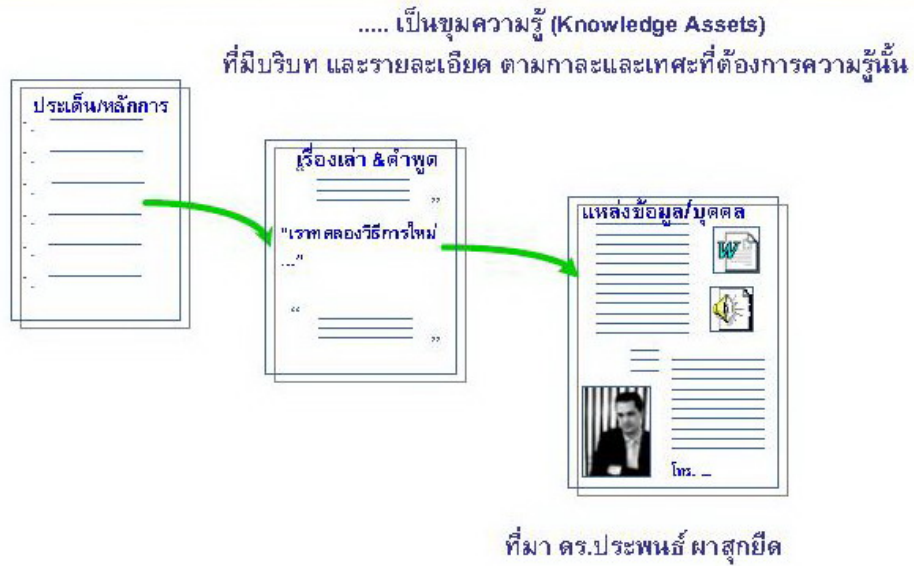 ..... เป็นขุมความรู้ (Knowledge Assets)
ที่มีบริบท และรายละเอียด ตามกาละและเทศะที่ต้องการความรู้นั้น
ประเด็น/หลักการ
เรื่องเล่า &คำพูด
“
”
“เราทดลองวิธีการใหม่
...”
“
”
แหล่งข้อมูล/บุคคล
W
โทร. ...
ที่มา ดร.ประพนธ์ ผาสุกยืด